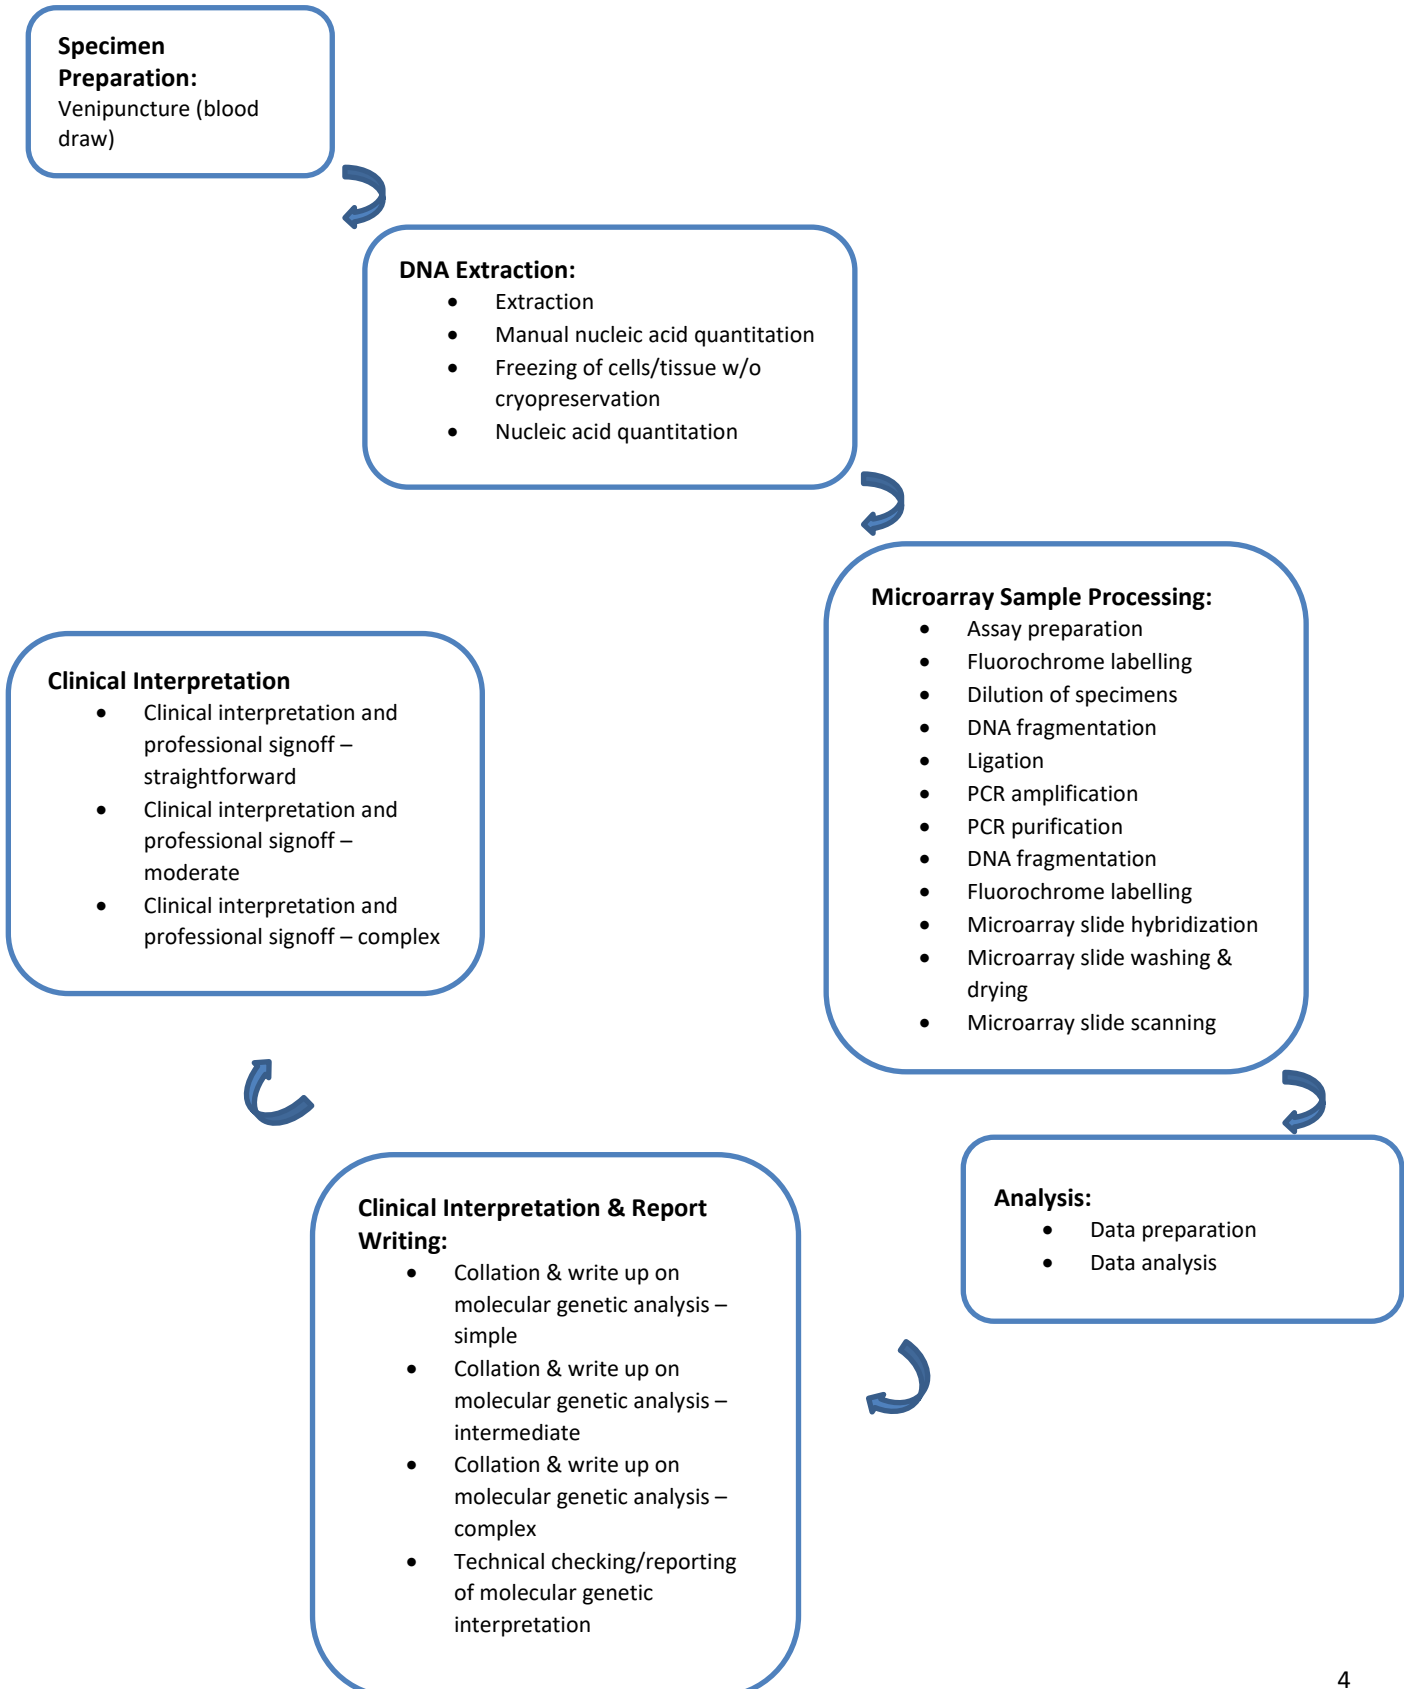 Specimen
Preparation:
Venipuncture (blood
draw)
DNA Extraction:
• Extraction
• Manual nucleic acid quantitation
• Freezing of cells/tissue w/o
cryopreservation
• Nucleic acid quantitation
Microarray Sample Processing:
• Assay preparation
• Fluorochrome labelling
• Dilution of specimens
• DNA fragmentation
• Ligation
• PCR amplification
• PCR purification
• DNA fragmentation
• Fluorochrome labelling
• Microarray slide hybridization
• Microarray slide washing &
drying
• Microarray slide scanning
Analysis:
• Data preparation
• Data analysis
Clinical Interpretation & Report
Writing:
• Collation & write up on
molecular genetic analysis –
simple
• Collation & write up on
molecular genetic analysis –
intermediate
• Collation & write up on
molecular genetic analysis –
complex
• Technical checking/reporting
of molecular genetic
interpretation
Clinical Interpretation
• Clinical interpretation and
professional signoff –
straightforward
• Clinical interpretation and
professional signoff –
moderate
• Clinical interpretation and
professional signoff – complex
4